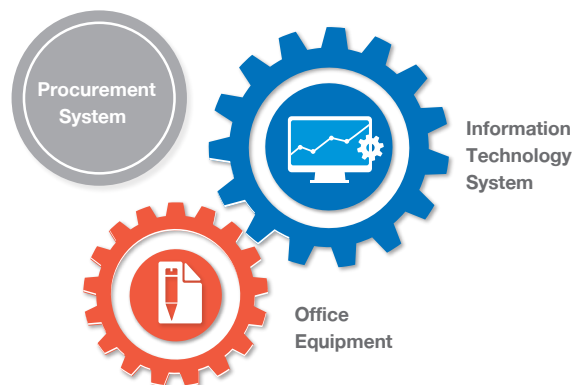 Procurement
System
Information
Technology
System
Office
Equipment